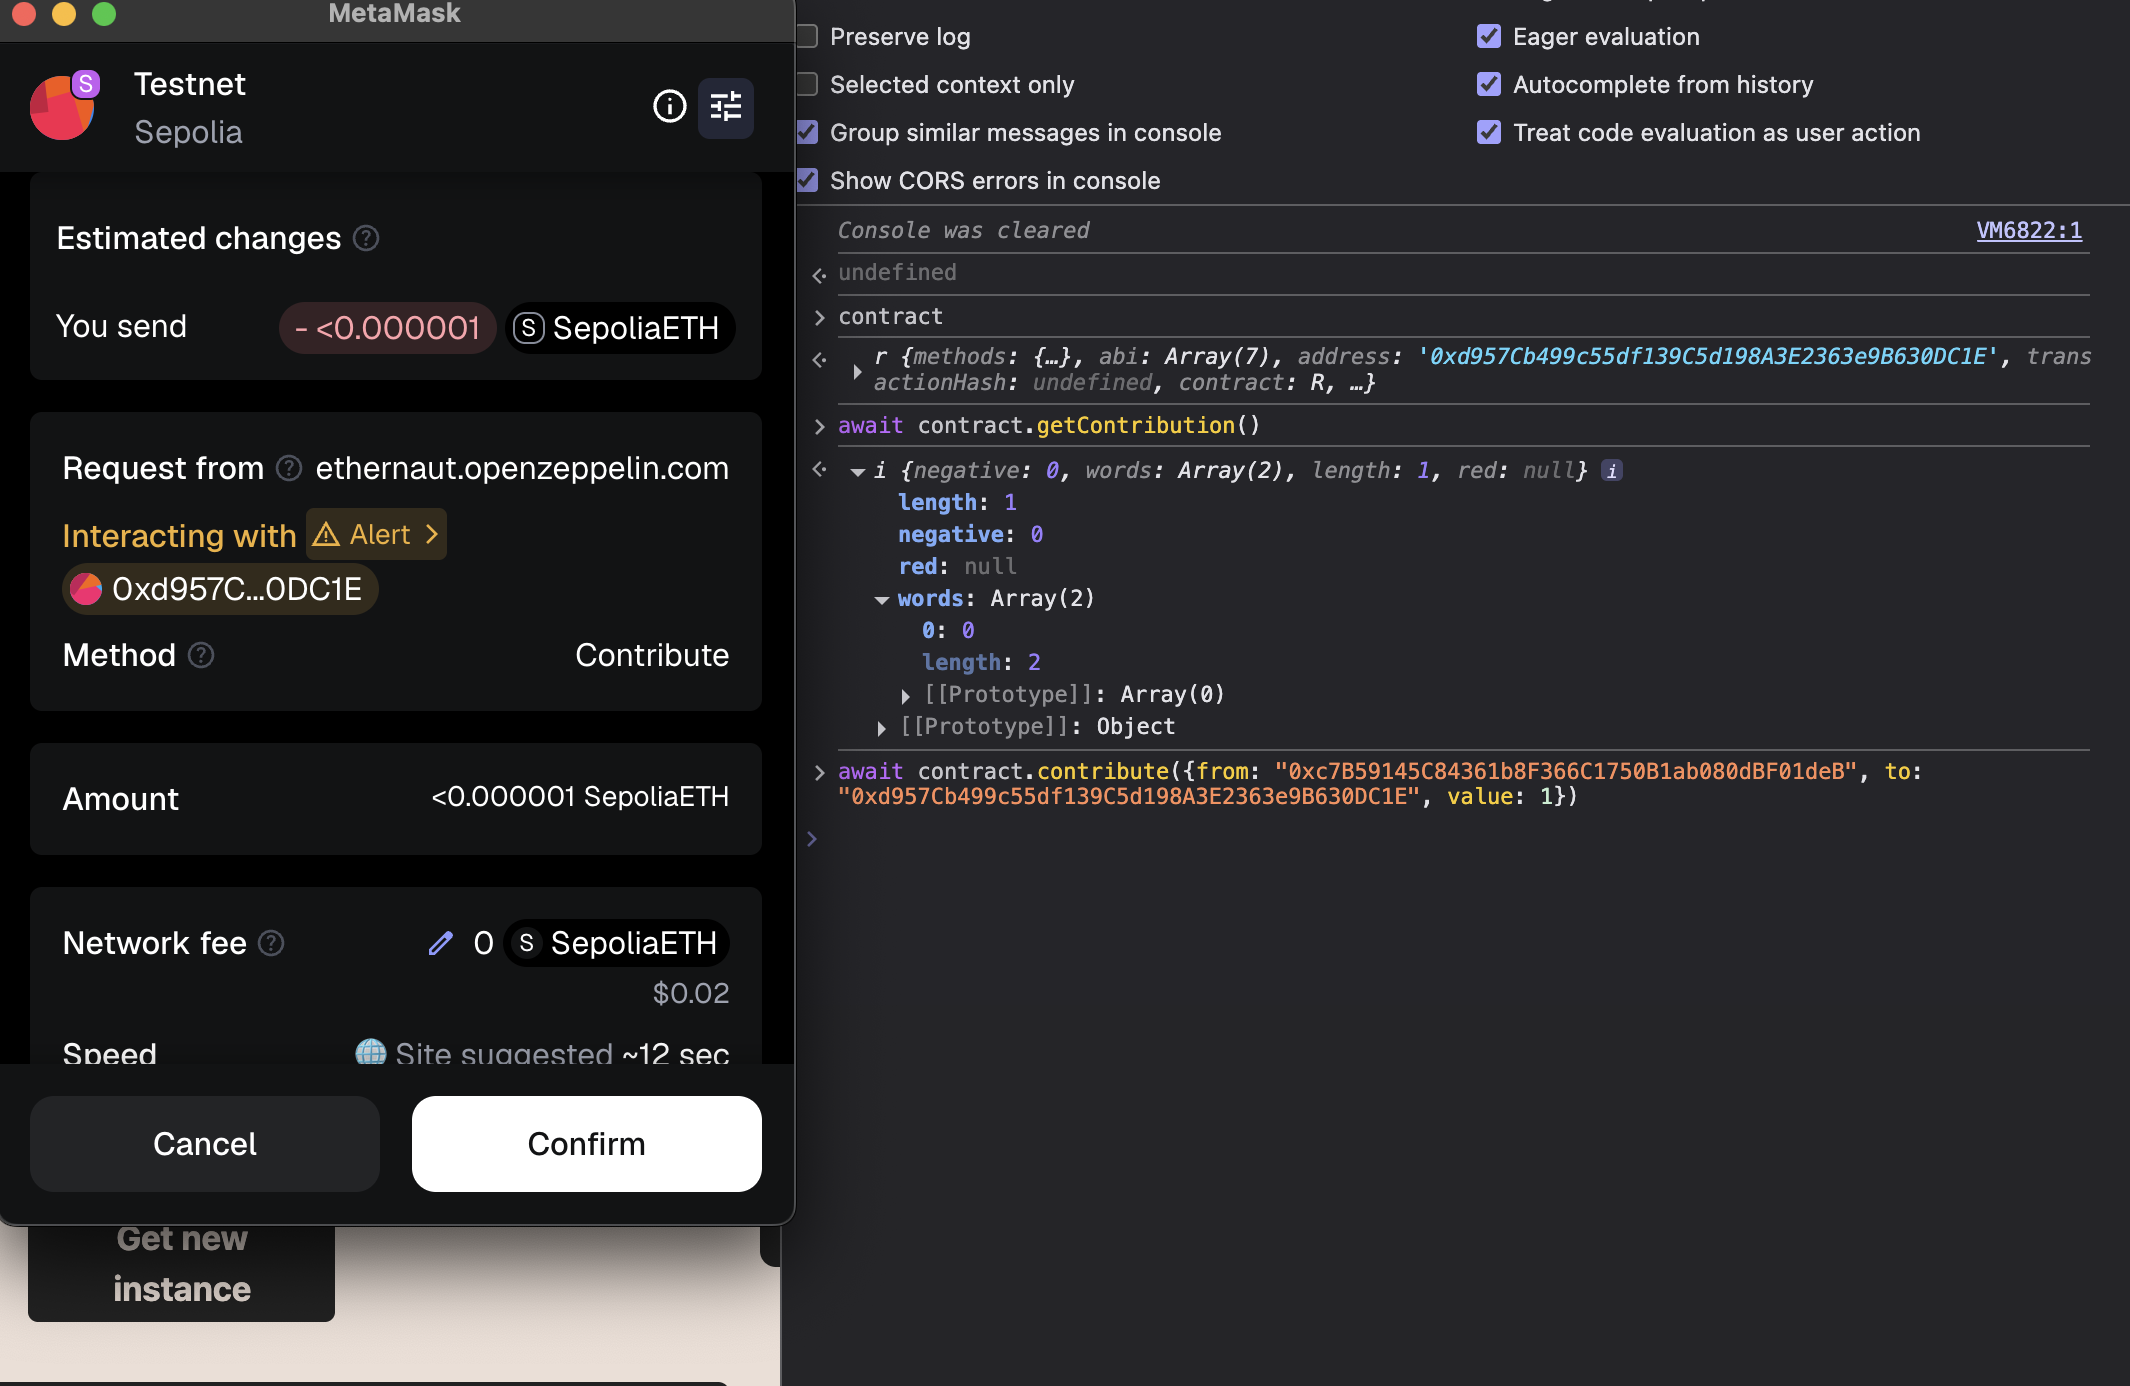 MetaMask
Testnet
S
Sepolia
Estimated changes
You send - <0.000001 S SepoliaETH
Request from ethernaut.openzeppelin.com
Interacting with Alert
0xd957C...0DC1E
Method Contribute
Amount <0.000001 SepoliaETH
Network fee 0 S SepoliaETH
$0.02
Speed Site suggested ~12 sec
Cancel Confirm
Get new
instance
Preserve log
Selected context only
Group similar messages in console
Show CORS errors in console
Eager evaluation
Autocomplete from history
Treat code evaluation as user action
Console was cleared VM6822:1
undefined
contract
r {methods: {…}, abi: Array(7), address: '0xd957Cb499c55df139C5d198A3E2363e9B630DC1E', trans
actionHash: undefined, contract: R, …}
await contract.getContribution()
i {negative: 0, words: Array(2), length: 1, red: null} i
length: 1
negative: 0
red: null
words: Array(2)
0: 0
length: 2
[[Prototype]]: Array(0)
[[Prototype]]: Object
await contract.contribute({from: "0xc7B59145C84361b8F366C1750B1ab080dBF01deB", to:
"0xd957Cb499c55df139C5d198A3E2363e9B630DC1E", value: 1})